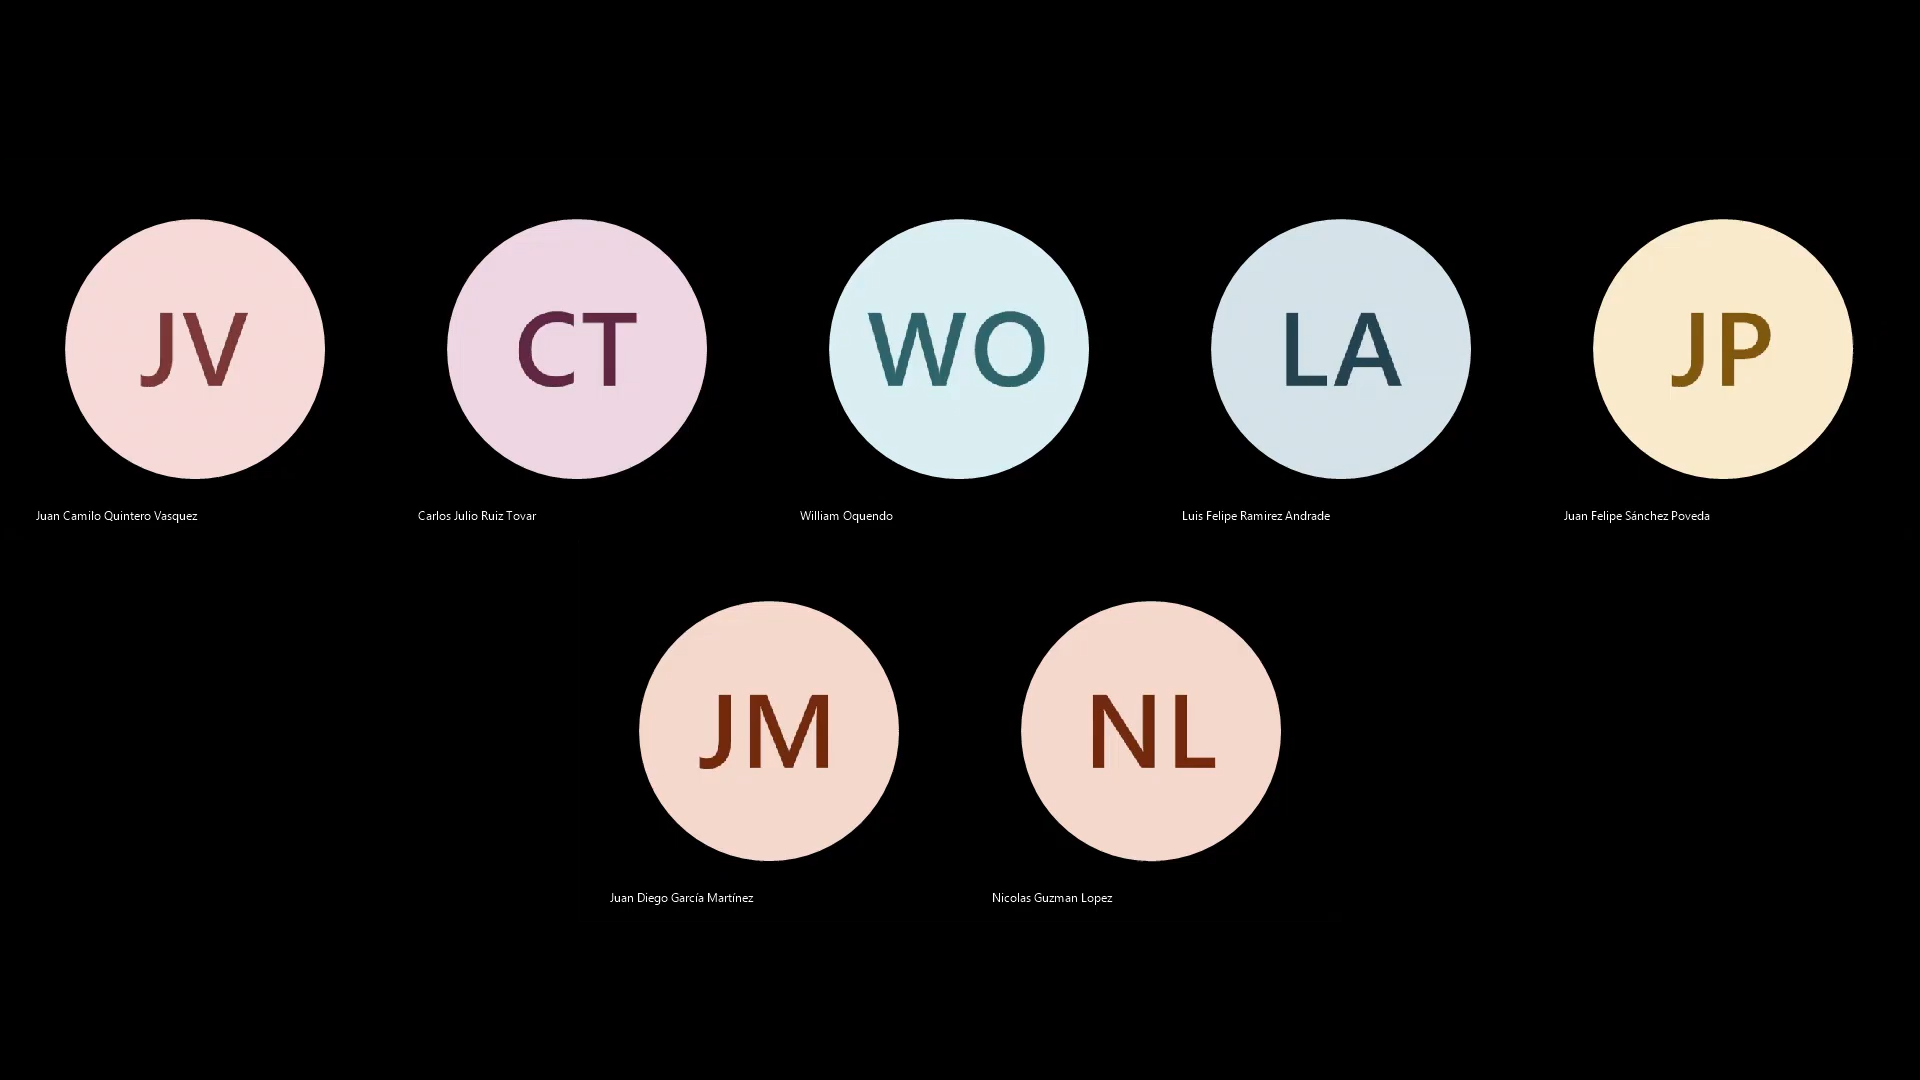 JV
CT
WO
LA
JP
Juan Camilo Quintero Vasquez
Carlos Julio Ruiz Tovar
William Oquendo
Luis Felipe Ramirez Andrade
Juan Felipe Sánchez Poveda
JM
NL
Juan Diego García Martínez
Nicolas Guzman Lopez